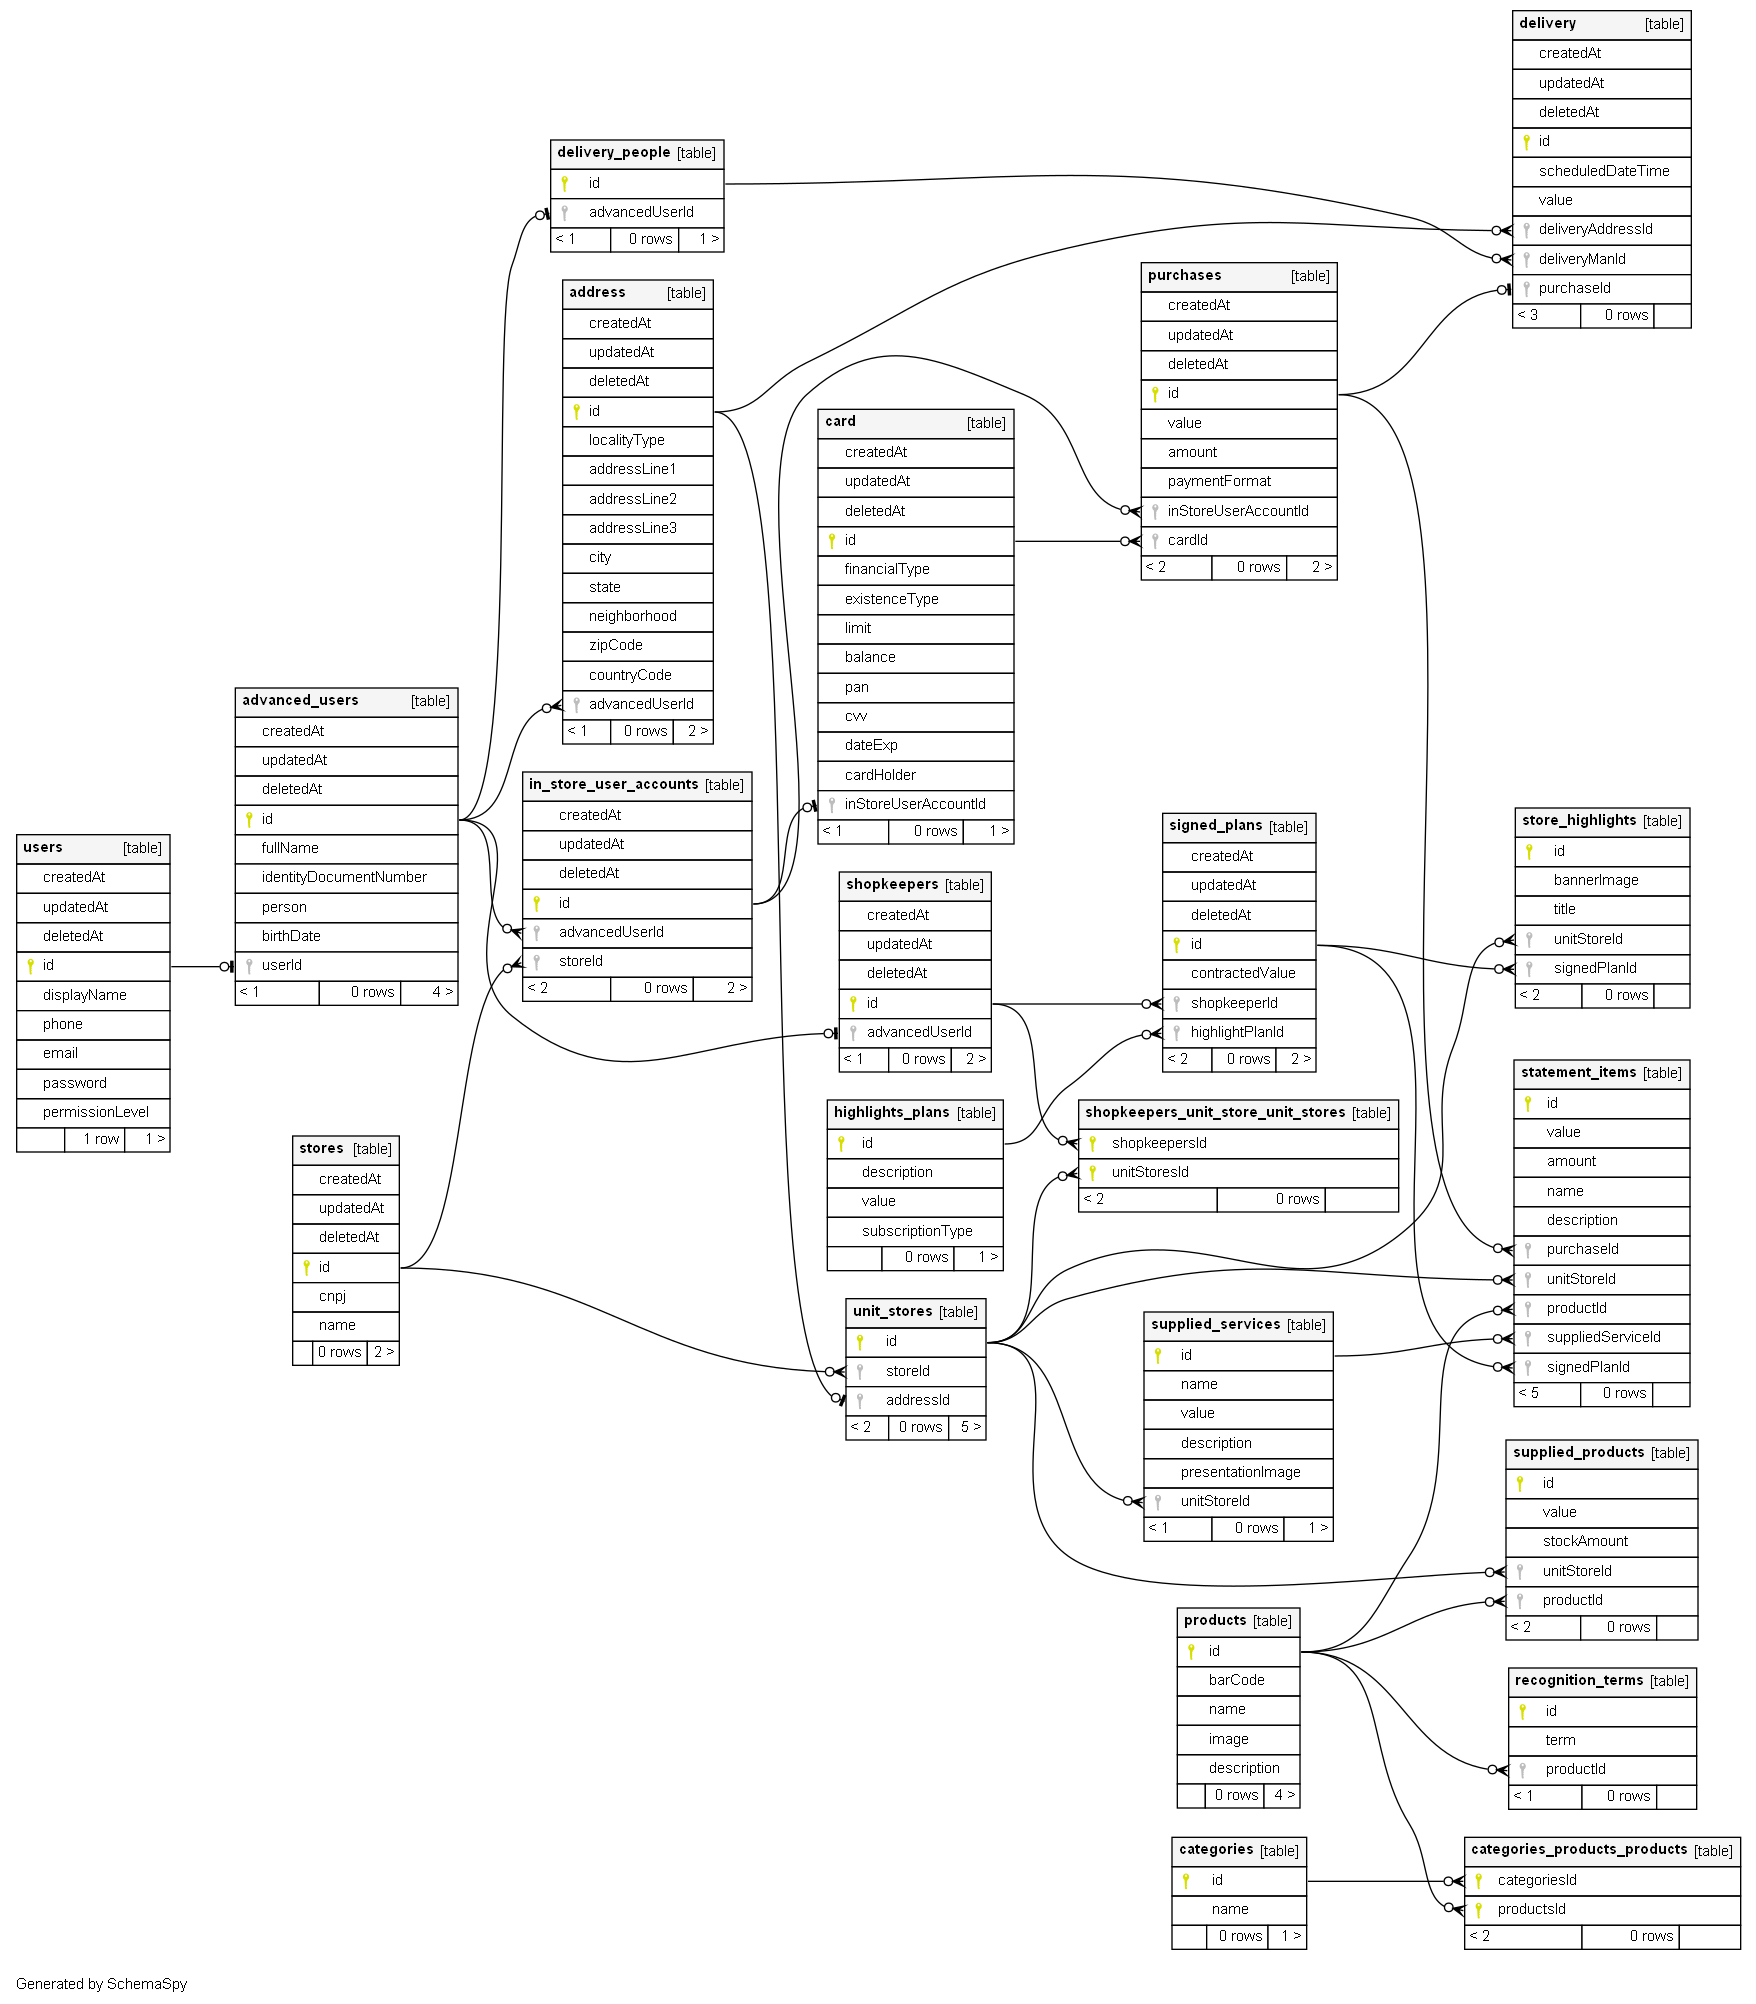 delivery [table]
createdAt
updatedAt
deletedAt
id
scheduledDateTime
value
deliveryAddressId
deliveryManId
purchaseId
< 3 0 rows
delivery_people [table]
id
advancedUserId
< 1 0 rows 1 >
address [table]
createdAt
updatedAt
deletedAt
id
localityType
addressLine1
addressLine2
addressLine3
city
state
neighborhood
zipCode
countryCode
advancedUserId
< 1 0 rows 2 >
purchases [table]
createdAt
updatedAt
deletedAt
id
value
amount
paymentFormat
inStoreUserAccountId
cardId
< 2 0 rows 2 >
card [table]
createdAt
updatedAt
deletedAt
id
financialType
existenceType
limit
balance
pan
cvv
dateExp
cardHolder
inStoreUserAccountId
< 1 0 rows 1 >
advanced_users [table]
createdAt
updatedAt
deletedAt
id
fullName
identityDocumentNumber
person
birthDate
userId
< 1 0 rows 4 >
in_store_user_accounts [table]
createdAt
updatedAt
deletedAt
id
advancedUserId
storeId
< 2 0 rows 2 >
users [table]
createdAt
updatedAt
deletedAt
id
displayName
phone
email
password
permissionLevel
1 row 1 >
shopkeepers [table]
createdAt
updatedAt
deletedAt
id
advancedUserId
< 1 0 rows 2 >
signed_plans [table]
createdAt
updatedAt
deletedAt
id
contractedValue
shopkeeperId
highlightPlanId
< 2 0 rows 2 >
store_highlights [table]
id
bannerImage
title
unitStoreId
signedPlanId
< 2 0 rows
statement_items [table]
id
value
amount
name
description
purchaseId
unitStoreId
productId
suppliedServiceId
signedPlanId
< 5 0 rows
highlights_plans [table]
id
description
value
subscriptionType
0 rows 1 >
shopkeepers_unit_store_unit_stores [table]
shopkeepersId
unitStoresId
< 2 0 rows
stores [table]
createdAt
updatedAt
deletedAt
id
cnpj
name
0 rows 2 >
unit_stores [table]
id
storeId
addressId
< 2 0 rows 5 >
supplied_services [table]
id
name
value
description
presentationImage
unitStoreId
< 1 0 rows 1 >
supplied_products [table]
id
value
stockAmount
unitStoreId
productId
< 2 0 rows
products [table]
id
barCode
name
image
description
0 rows 4 >
recognition_terms [table]
id
term
productId
< 1 0 rows
categories [table]
id
name
0 rows 1 >
categories_products_products [table]
categoriesId
productsId
< 2 0 rows
Generated by SchemaSpy